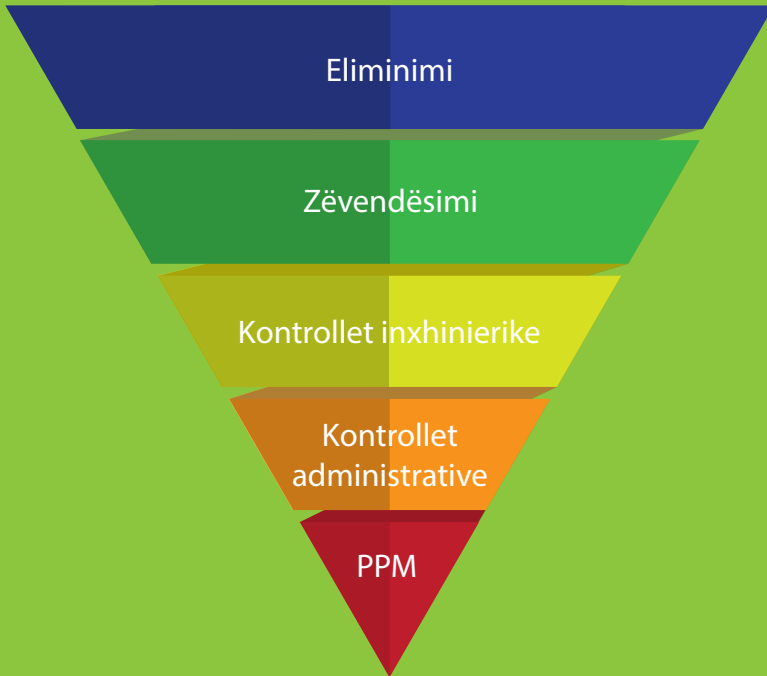 Eliminimi
Zëvendësimi
Kontrollet inxhinierike
Kontrollet
administrative
PPM